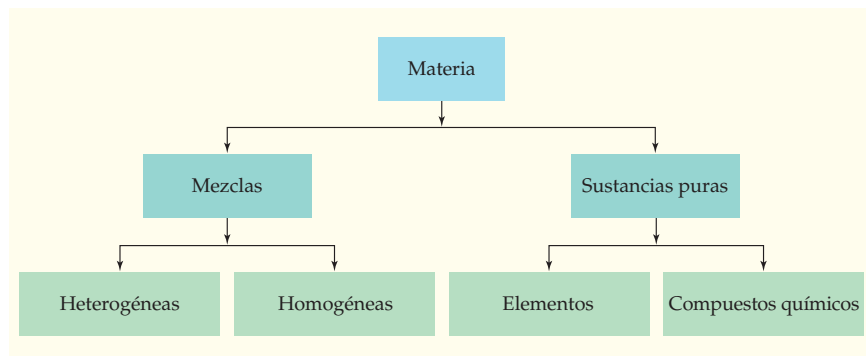 Materia
Mezclas
Sustancias puras
Heterogéneas
Homogéneas
Elementos
Compuestos químicos